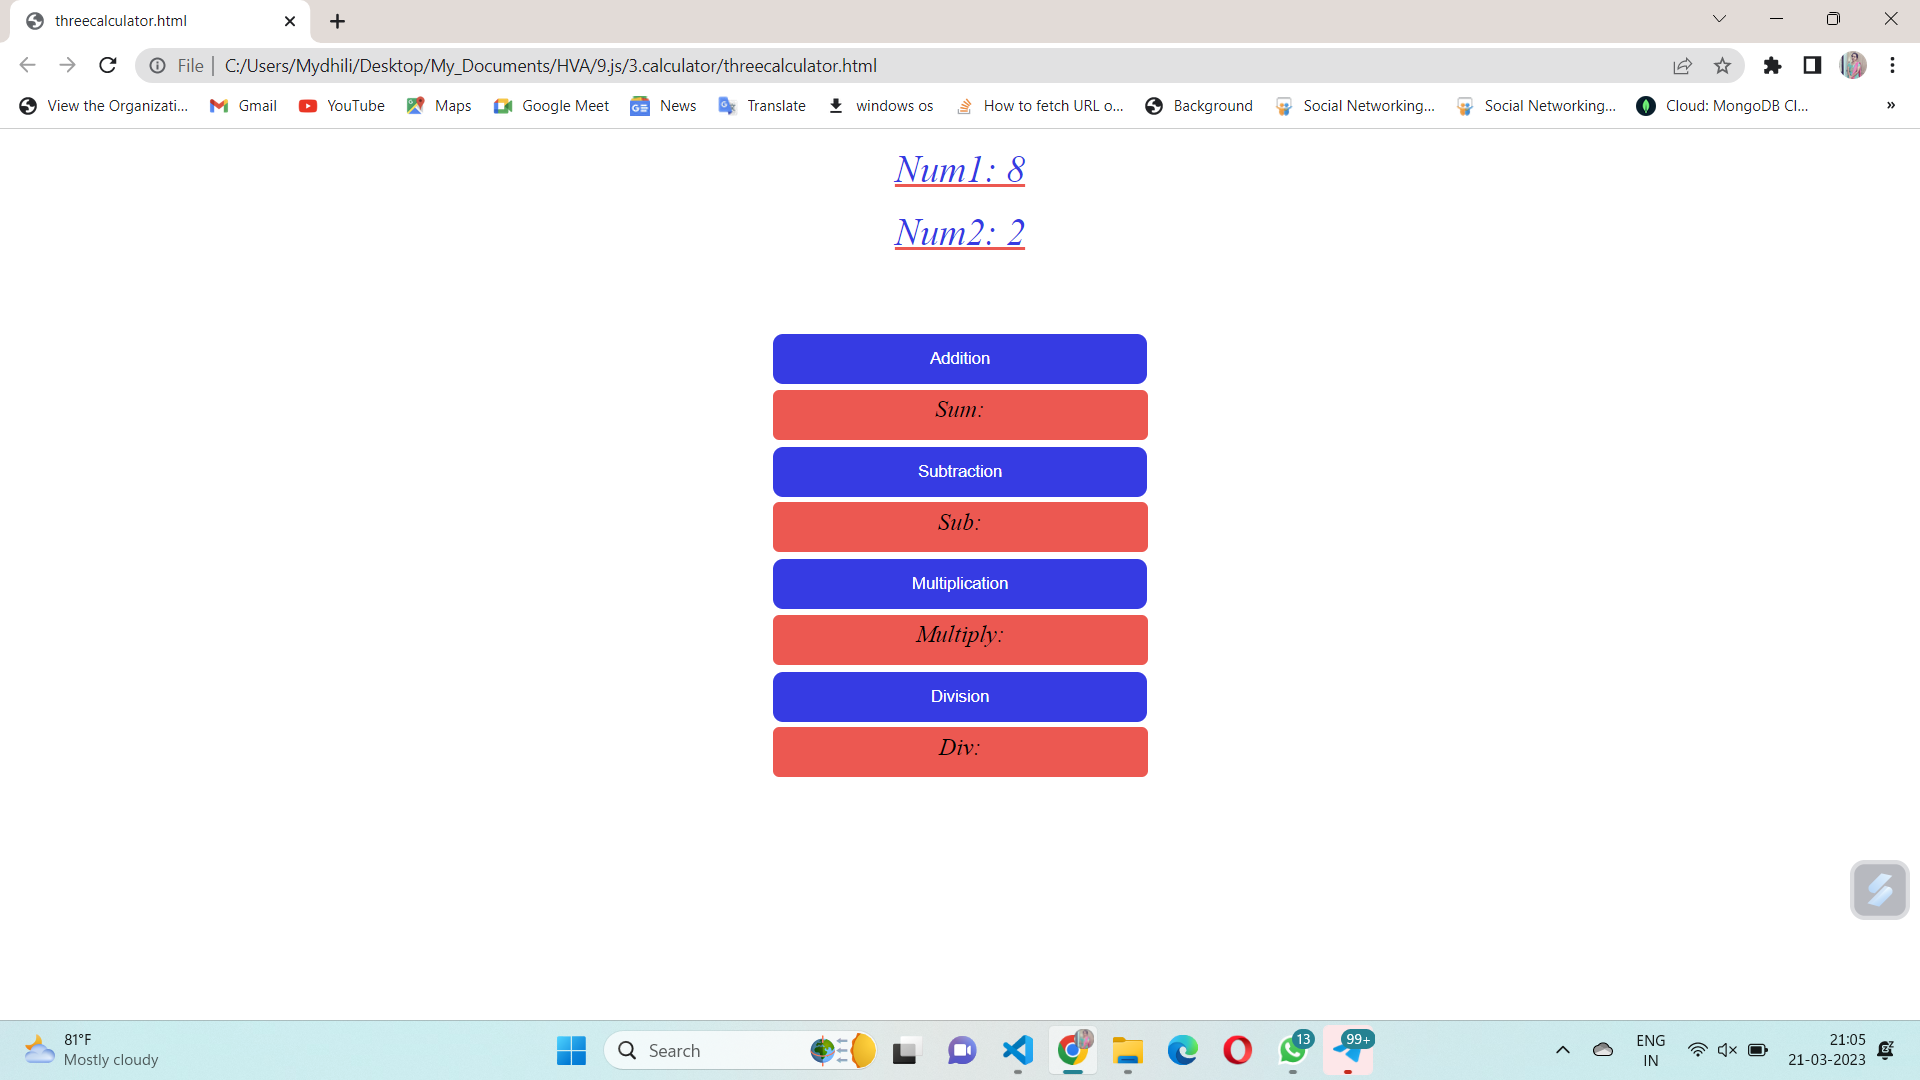 threecalculator.html
File | C:/Users/Mydhili/Desktop/My_Documents/HVA/9.js/3.calculator/threecalculator.html
View the Organizati... Gmail YouTube Maps Google Meet News Translate windows os How to fetch URL o... Background Social Networking... Social Networking... Cloud: MongoDB Cl... »
Num1: 8
Num2: 2
Addition
Sum:
Subtraction
Sub:
Multiplication
Multiply:
Division
Div:
81°F
Mostly cloudy
Search
13
99+
ENG
IN
21:05
21-03-2023